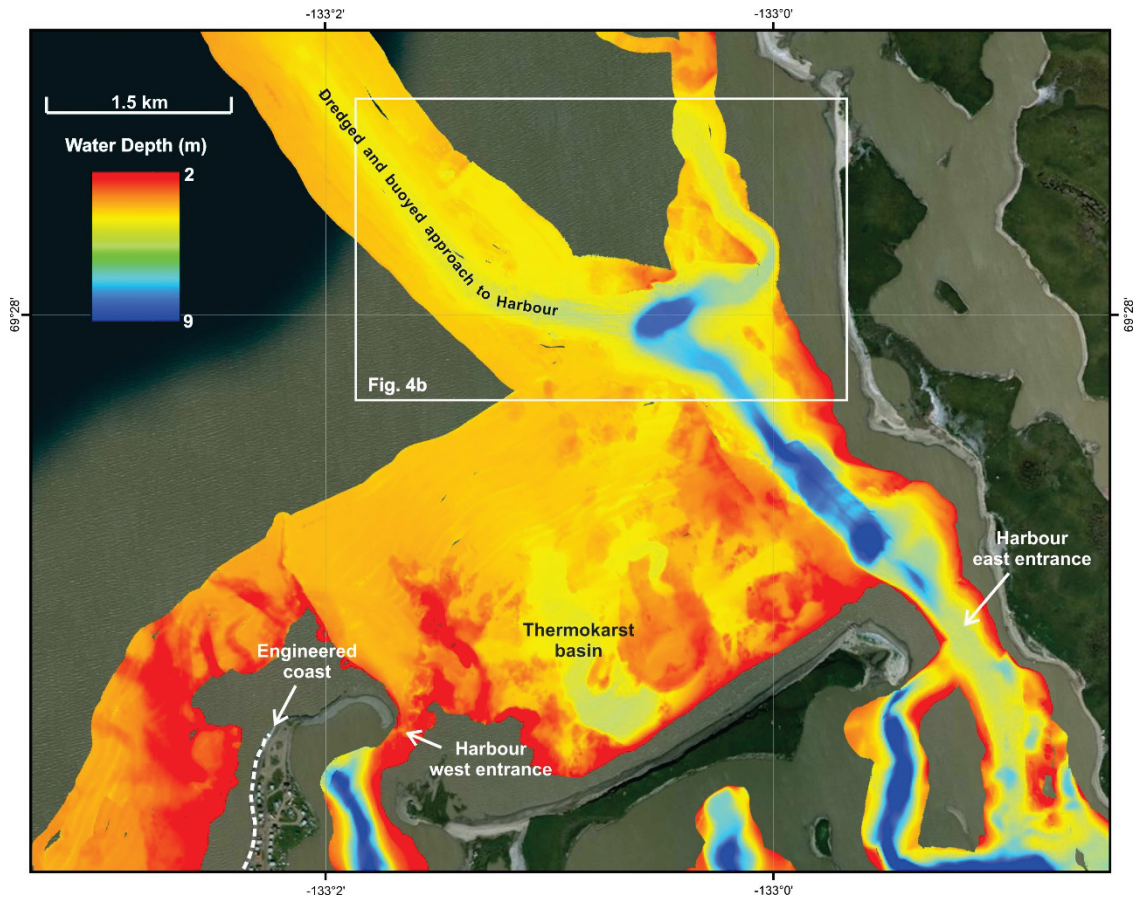 -133°2'
-133°0'
1.5 km
Water Depth (m)
2
9
Dredged and buoyed approach to Harbour
69°28'
69°28'
Fig. 4b
Harbour
east entrance
Thermokarst
basin
Engineered
coast
Harbour
west entrance
-133°2'
-133°0'